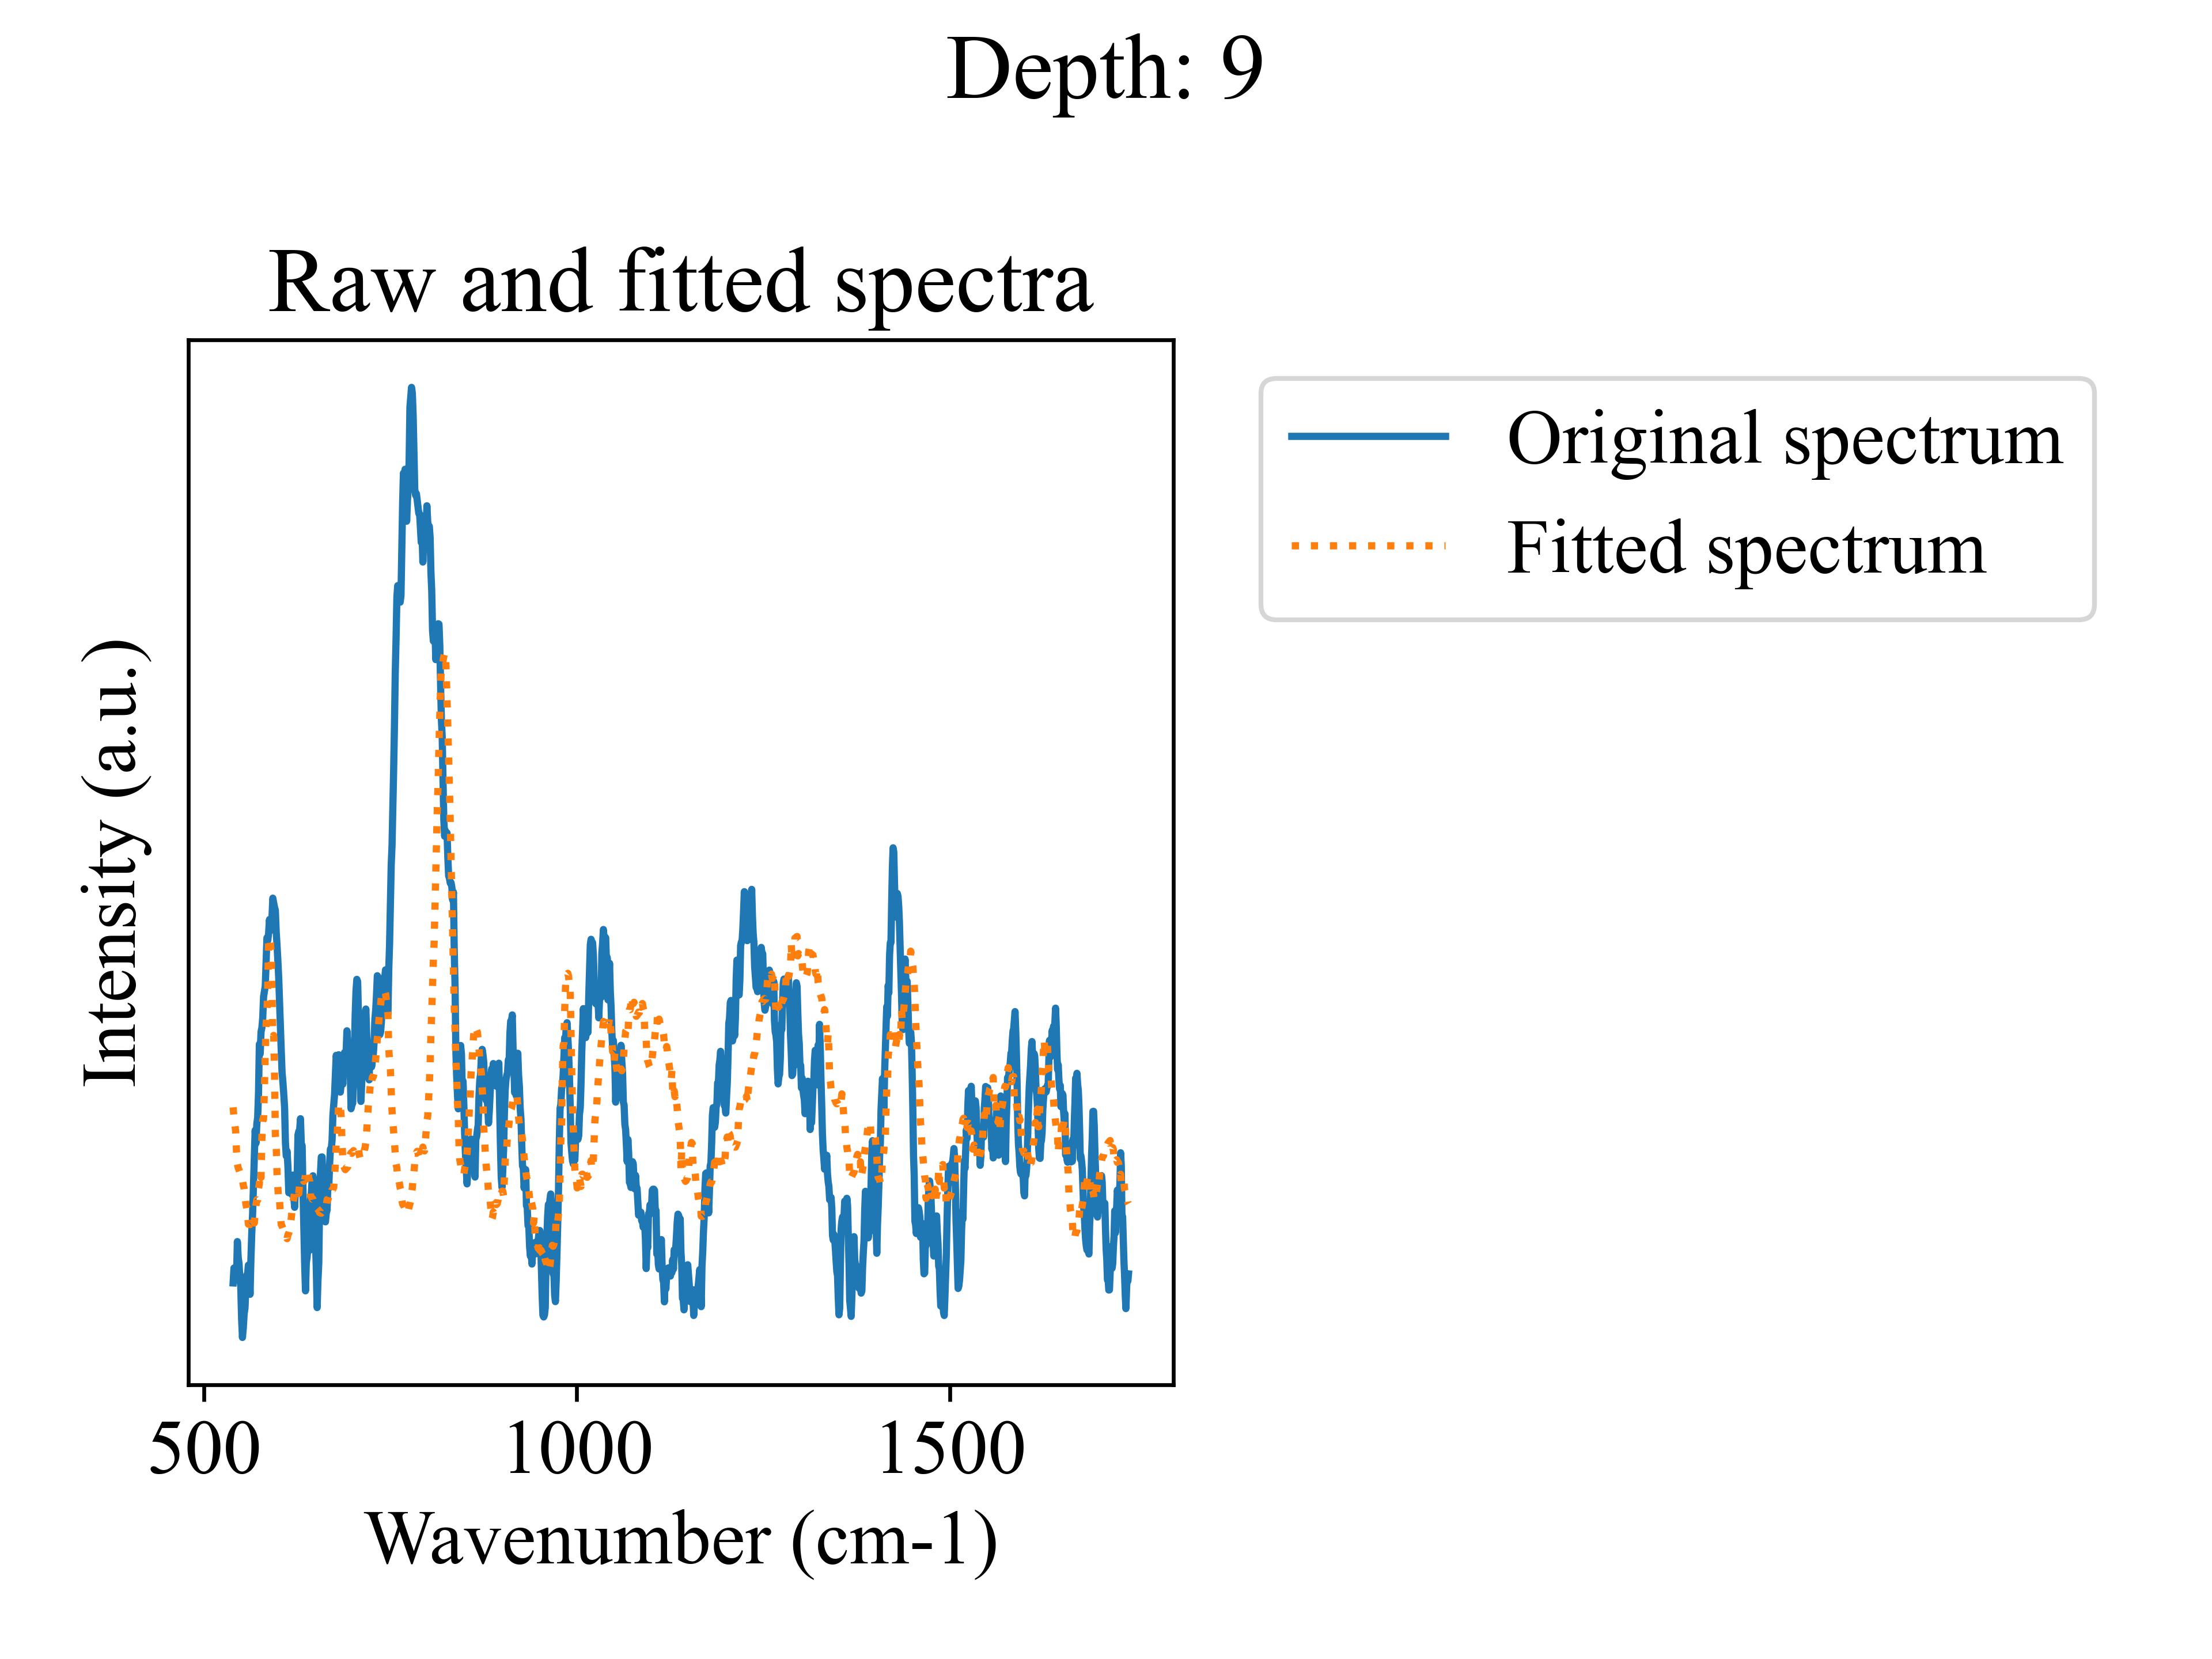 Depth: 9
Raw and fitted spectra
Original spectrum
Fitted spectrum
Intensity (a.u.)
500 1000 1500
Wavenumber (cm-1)